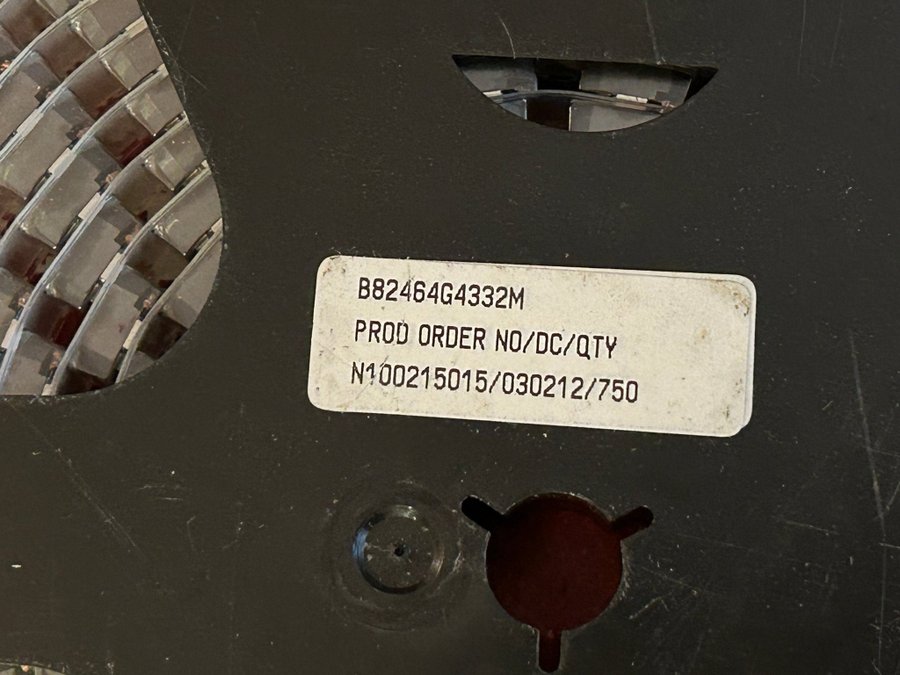 B82464G4332M
PROD ORDER NO/DC/QTY
N100215015/030212/750